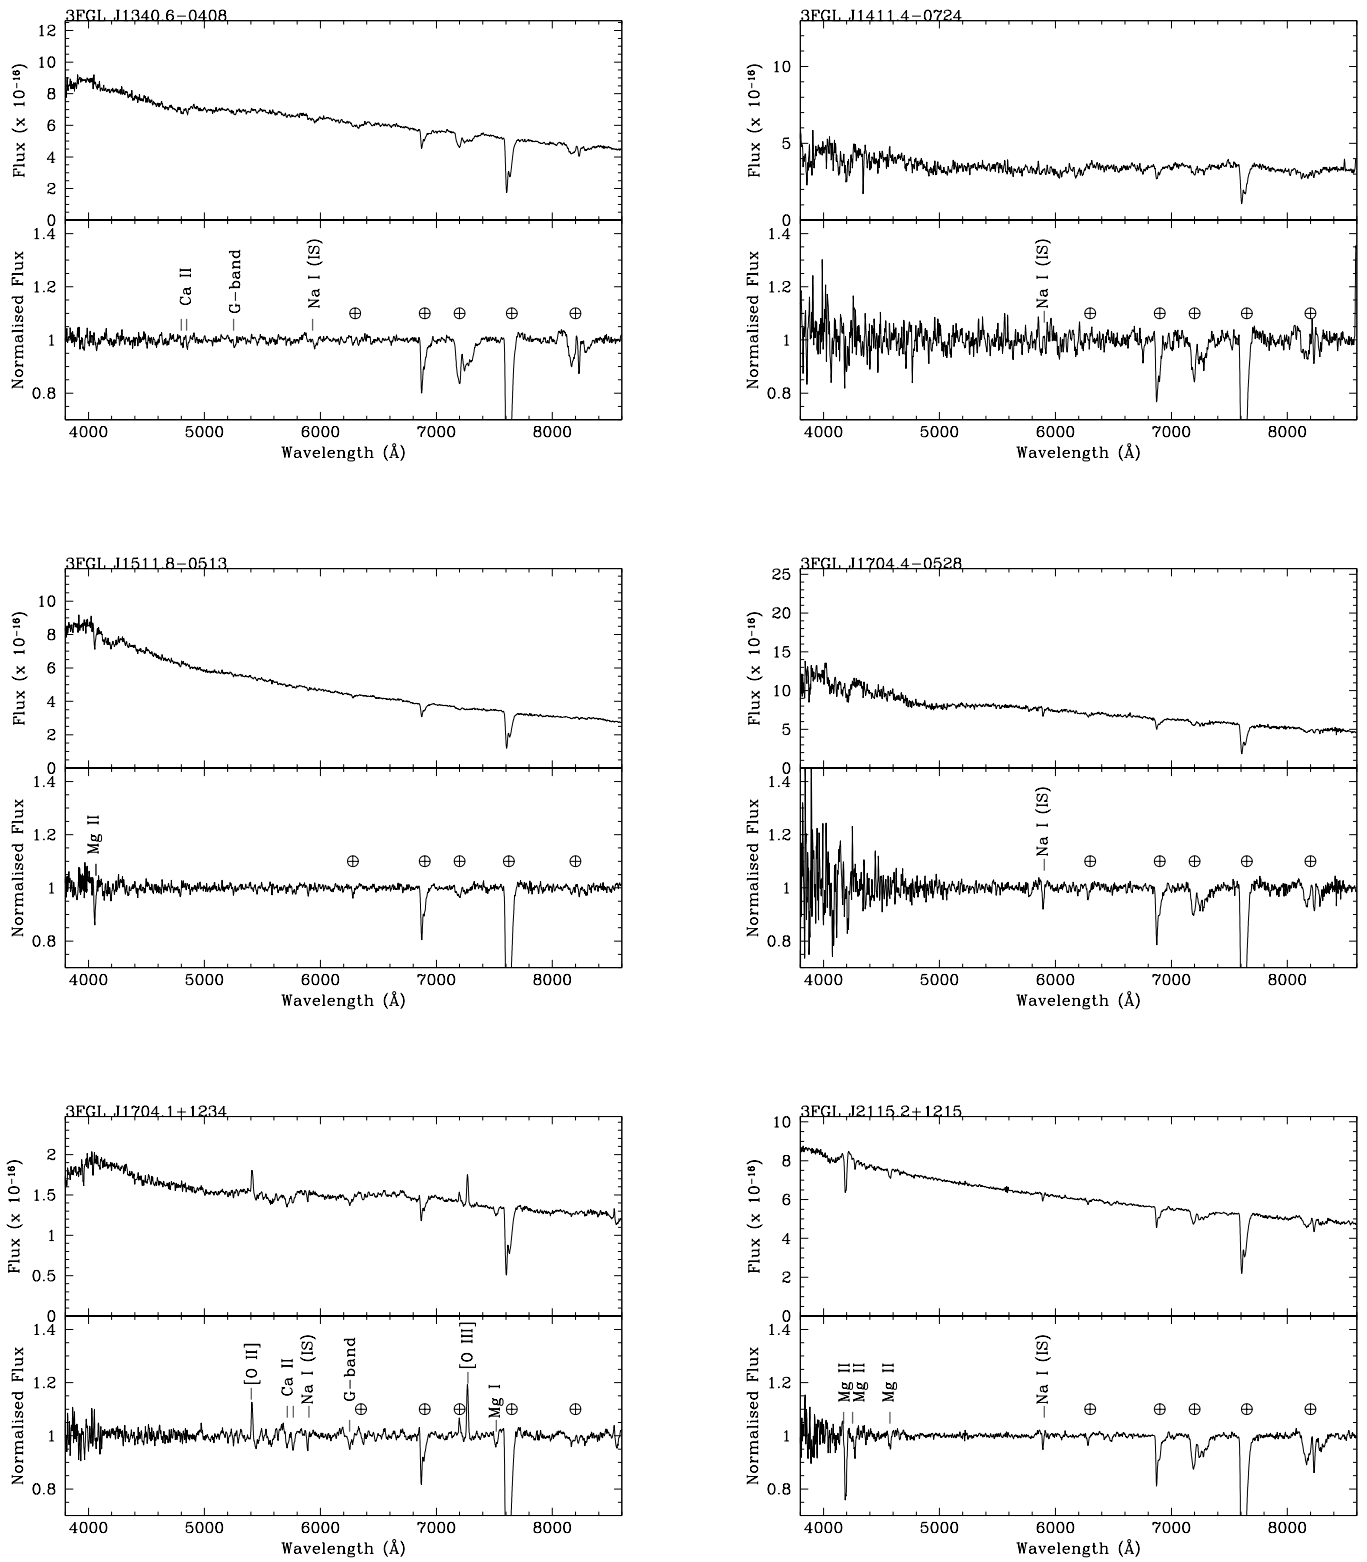 3FGL J1340.6−0408
Flux (x 10⁻¹⁶)
12
10
8
6
4
2
0
Normalised Flux
1.4
1.2
1
0.8
Ca II
G−band
Na I (IS)
4000 5000 6000 7000 8000
Wavelength (Å)
3FGL J1411.4−0724
Flux (x 10⁻¹⁶)
10
5
0
Normalised Flux
1.4
1.2
1
0.8
Na I (IS)
4000 5000 6000 7000 8000
Wavelength (Å)
3FGL J1511.8−0513
Flux (x 10⁻¹⁶)
10
8
6
4
2
0
Normalised Flux
1.4
1.2
1
0.8
Mg II
4000 5000 6000 7000 8000
Wavelength (Å)
3FGL J1704.4−0528
Flux (x 10⁻¹⁶)
25
20
15
10
5
0
Normalised Flux
1.4
1.2
1
0.8
Na I (IS)
4000 5000 6000 7000 8000
Wavelength (Å)
3FGL J1704.1+1234
Flux (x 10⁻¹⁶)
2
1.5
1
0.5
0
Normalised Flux
1.4
1.2
1
0.8
[O II]
Ca II
Na I (IS)
G−band
[O III]
Mg I
4000 5000 6000 7000 8000
Wavelength (Å)
3FGL J2115.2+1215
Flux (x 10⁻¹⁶)
10
8
6
4
2
0
Normalised Flux
1.4
1.2
1
0.8
Mg II
Mg II
Mg II
Na I (IS)
4000 5000 6000 7000 8000
Wavelength (Å)